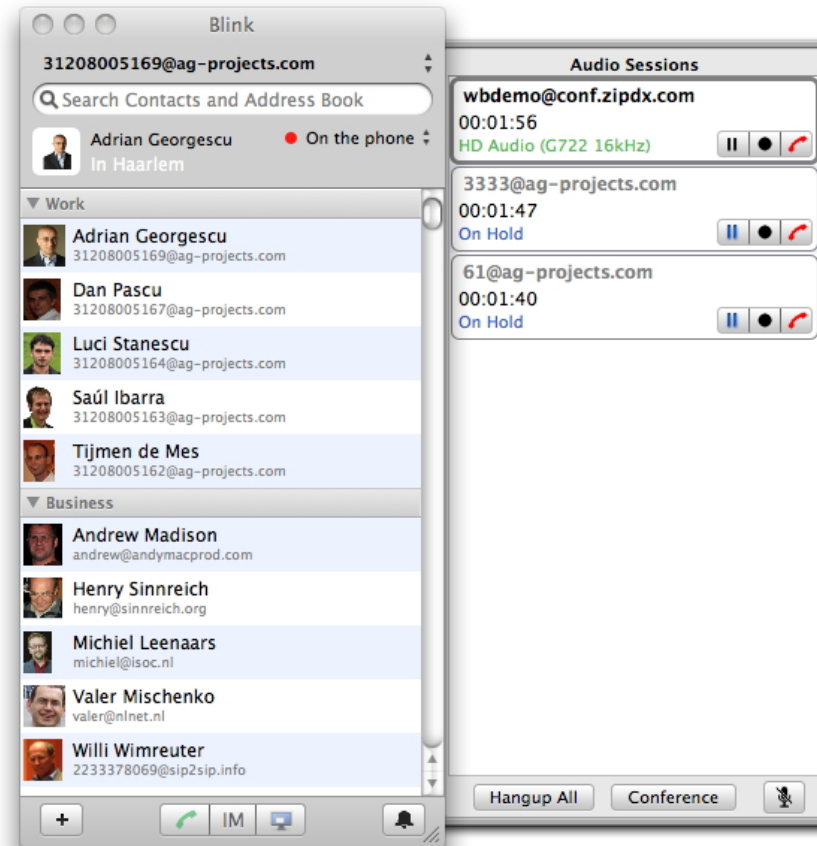 Blink
31208005169@ag-projects.com
Search Contacts and Address Book
Adrian Georgescu
On the phone
In Haarlem
Work
Adrian Georgescu
31208005169@ag-projects.com
Dan Pascu
31208005167@ag-projects.com
Luci Stanescu
31208005164@ag-projects.com
Saúl Ibarra
31208005163@ag-projects.com
Tijmen de Mes
31208005162@ag-projects.com
Business
Andrew Madison
andrew@andymacprod.com
Henry Sinnreich
henry@sinnreich.org
Michiel Leenaars
michiel@isoc.nl
Valer Mischenko
valer@nlnet.nl
Willi Wimreuter
2233378069@sip2sip.info
IM
Audio Sessions
wbdemo@conf.zipdx.com
00:01:56
HD Audio (G722 16kHz)
3333@ag-projects.com
00:01:47
On Hold
61@ag-projects.com
00:01:40
On Hold
Hangup All
Conference